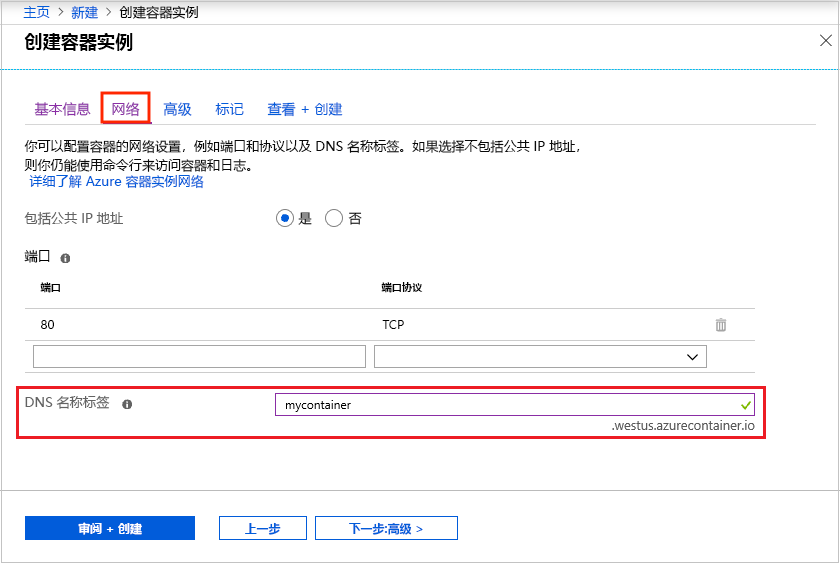 主页 > 新建 > 创建容器实例
创建容器实例
基本信息 网络 高级 标记 查看 + 创建
你可以配置容器的网络设置，例如端口和协议以及 DNS 名称标签。如果选择不包括公共 IP 地址，
则你仍能使用命令行来访问容器和日志。
详细了解 Azure 容器实例网络
包括公共 IP 地址 是 否
端口
端口 端口协议
80 TCP
DNS 名称标签 mycontainer
.westus.azurecontainer.io
审阅 + 创建 上一步 下一步:高级 >